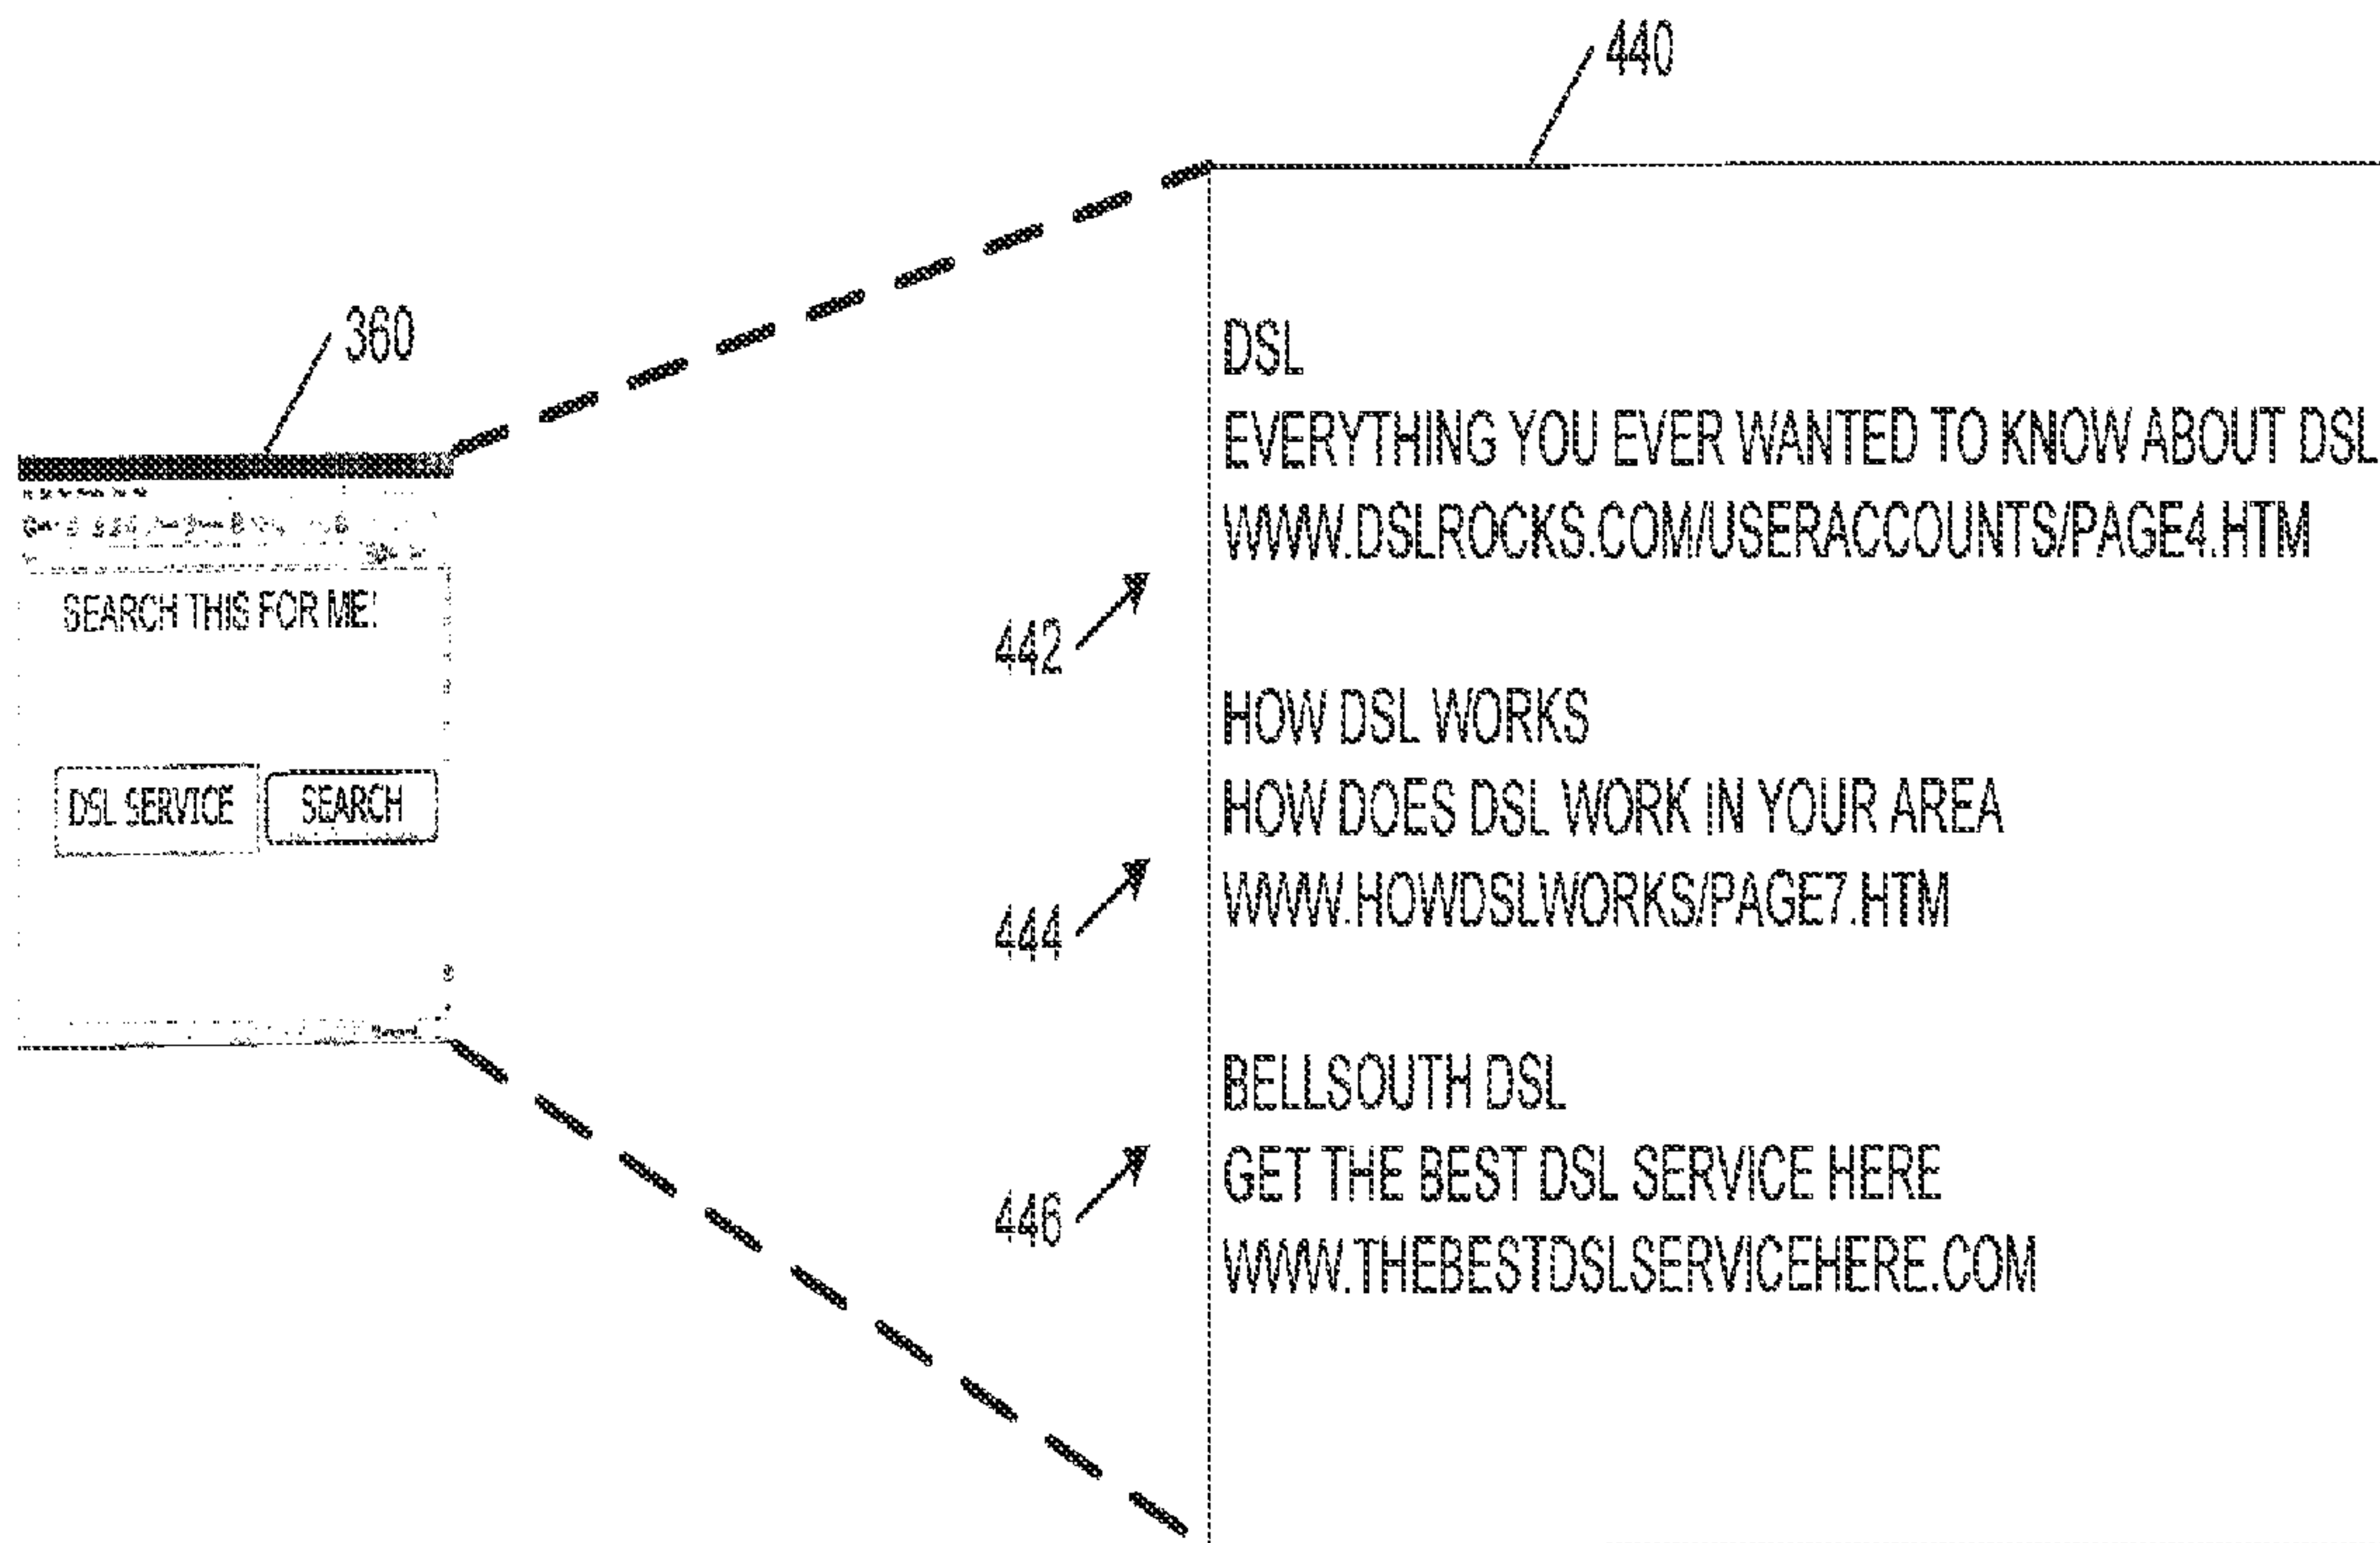 440
360
SEARCH THIS FOR ME!
DSL SERVICE
SEARCH
DSL
EVERYTHING YOU EVER WANTED TO KNOW ABOUT DSL
WWW.DSLROCKS.COM/USERACCOUNTS/PAGE4.HTM
442
HOW DSL WORKS
HOW DOES DSL WORK IN YOUR AREA
WWW.HOWDSLWORKS/PAGE7.HTM
444
BELLSOUTH DSL
GET THE BEST DSL SERVICE HERE
WWW.THEBESTDSLSERVICEHERE.COM
446